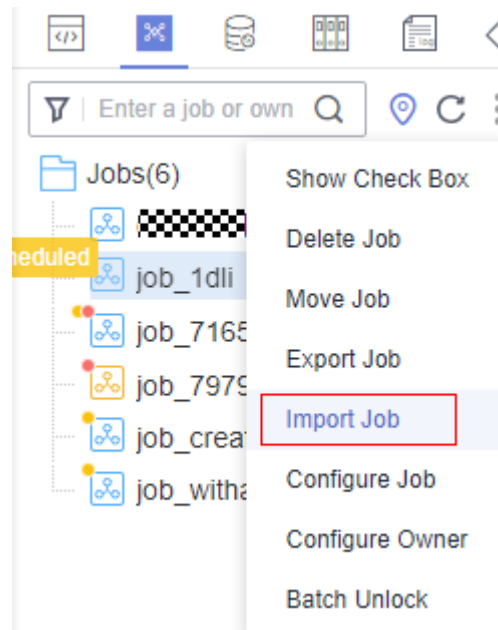 </>
log
Enter a job or own
Jobs(6)
Show Check Box
Delete Job
heduled
job_1dli
Move Job
job_7165
Export Job
job_7979
Import Job
job_crea
Configure Job
job_witha
Configure Owner
Batch Unlock